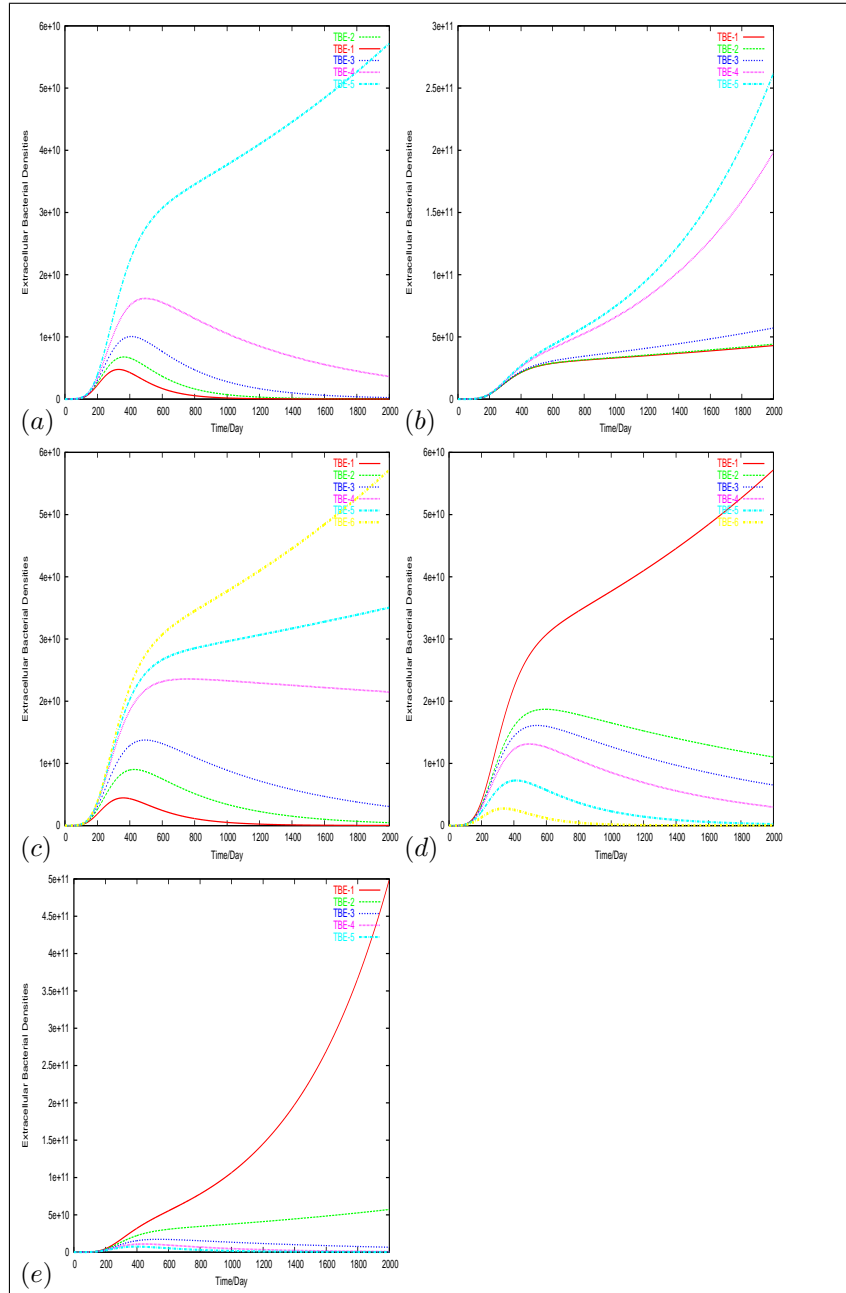 6e+10
5e+10
4e+10
3e+10
2e+10
1e+10
0
Extracellular Bacterial Densities
TBE-2
TBE-1
TBE-3
TBE-4
TBE-5
0 200 400 600 800 1000 1200 1400 1600 1800 2000
Time/Day
(a)
3e+11
2.5e+11
2e+11
1.5e+11
1e+11
5e+10
0
Extracellular Bacterial Densities
TBE-1
TBE-2
TBE-3
TBE-4
TBE-5
0 200 400 600 800 1000 1200 1400 1600 1800 2000
Time/Day
(b)
6e+10
5e+10
4e+10
3e+10
2e+10
1e+10
0
Extracellular Bacterial Densities
TBE-1
TBE-2
TBE-3
TBE-4
TBE-5
TBE-6
0 200 400 600 800 1000 1200 1400 1600 1800 2000
Time/Day
(c)
6e+10
5e+10
4e+10
3e+10
2e+10
1e+10
0
Extracellular Bacterial Densities
TBE-1
TBE-2
TBE-3
TBE-4
TBE-5
TBE-6
0 200 400 600 800 1000 1200 1400 1600 1800 2000
Time/Day
(d)
5e+11
4.5e+11
4e+11
3.5e+11
3e+11
2.5e+11
2e+11
1.5e+11
1e+11
5e+10
0
Extracellular Bacterial Densities
TBE-1
TBE-2
TBE-3
TBE-4
TBE-5
0 200 400 600 800 1000 1200 1400 1600 1800 2000
Time/Day
(e)